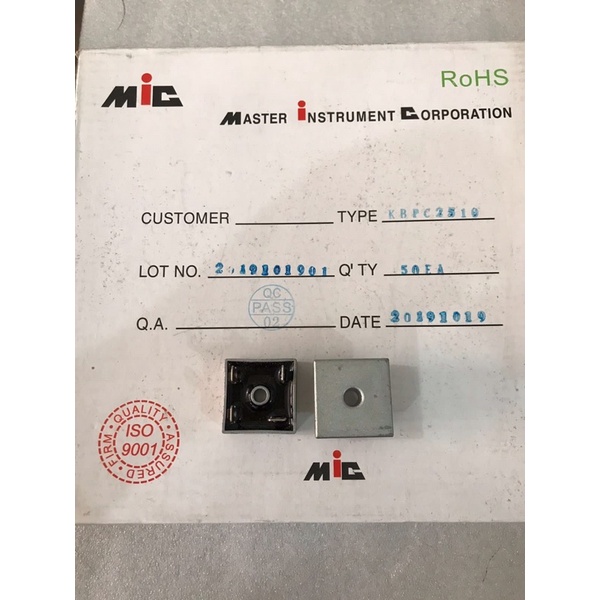 MIC RoHS
MASTER INSTRUMENT CORPORATION
CUSTOMER TYPE KBPC2510
LOT NO. 2019101901 Q'TY 50EA
QC
PASS
02
Q.A. DATE 20191019
FIRM · QUALITY · ASSURED
ISO
9001
MIC